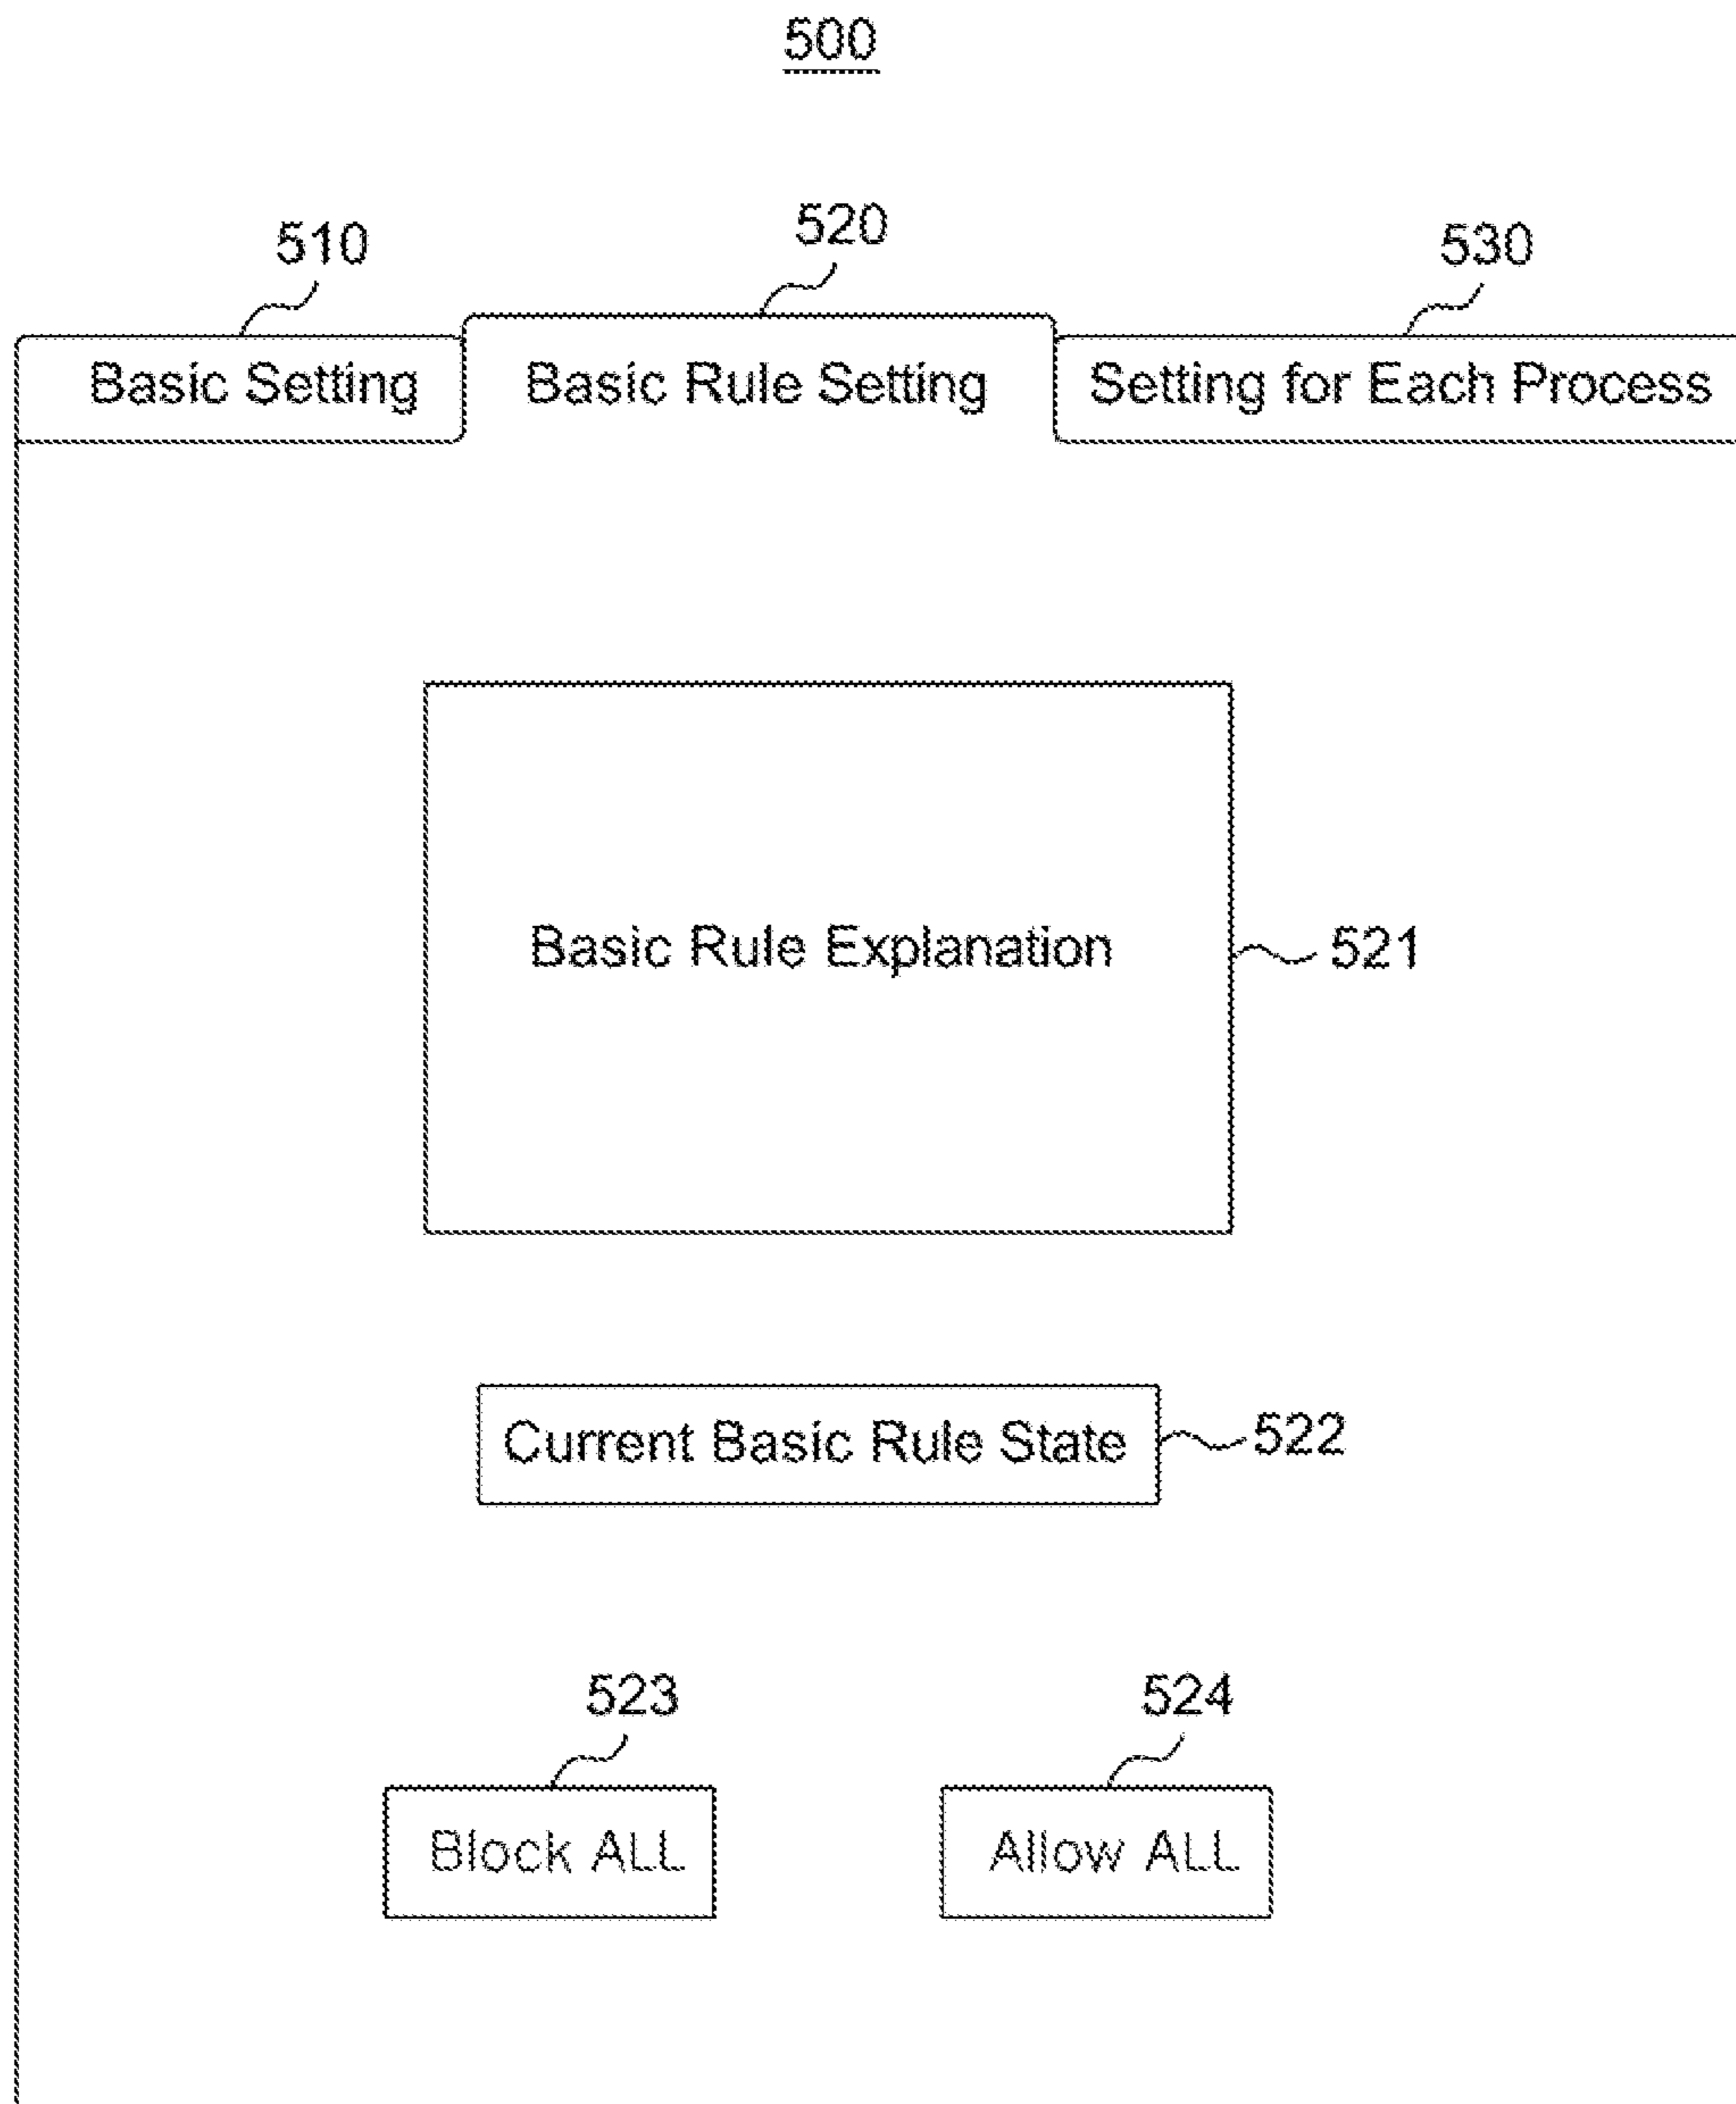 500
510
520
530
Basic Setting
Basic Rule Setting
Setting for Each Process
Basic Rule Explanation
521
Current Basic Rule State
522
523
524
Block ALL
Allow ALL